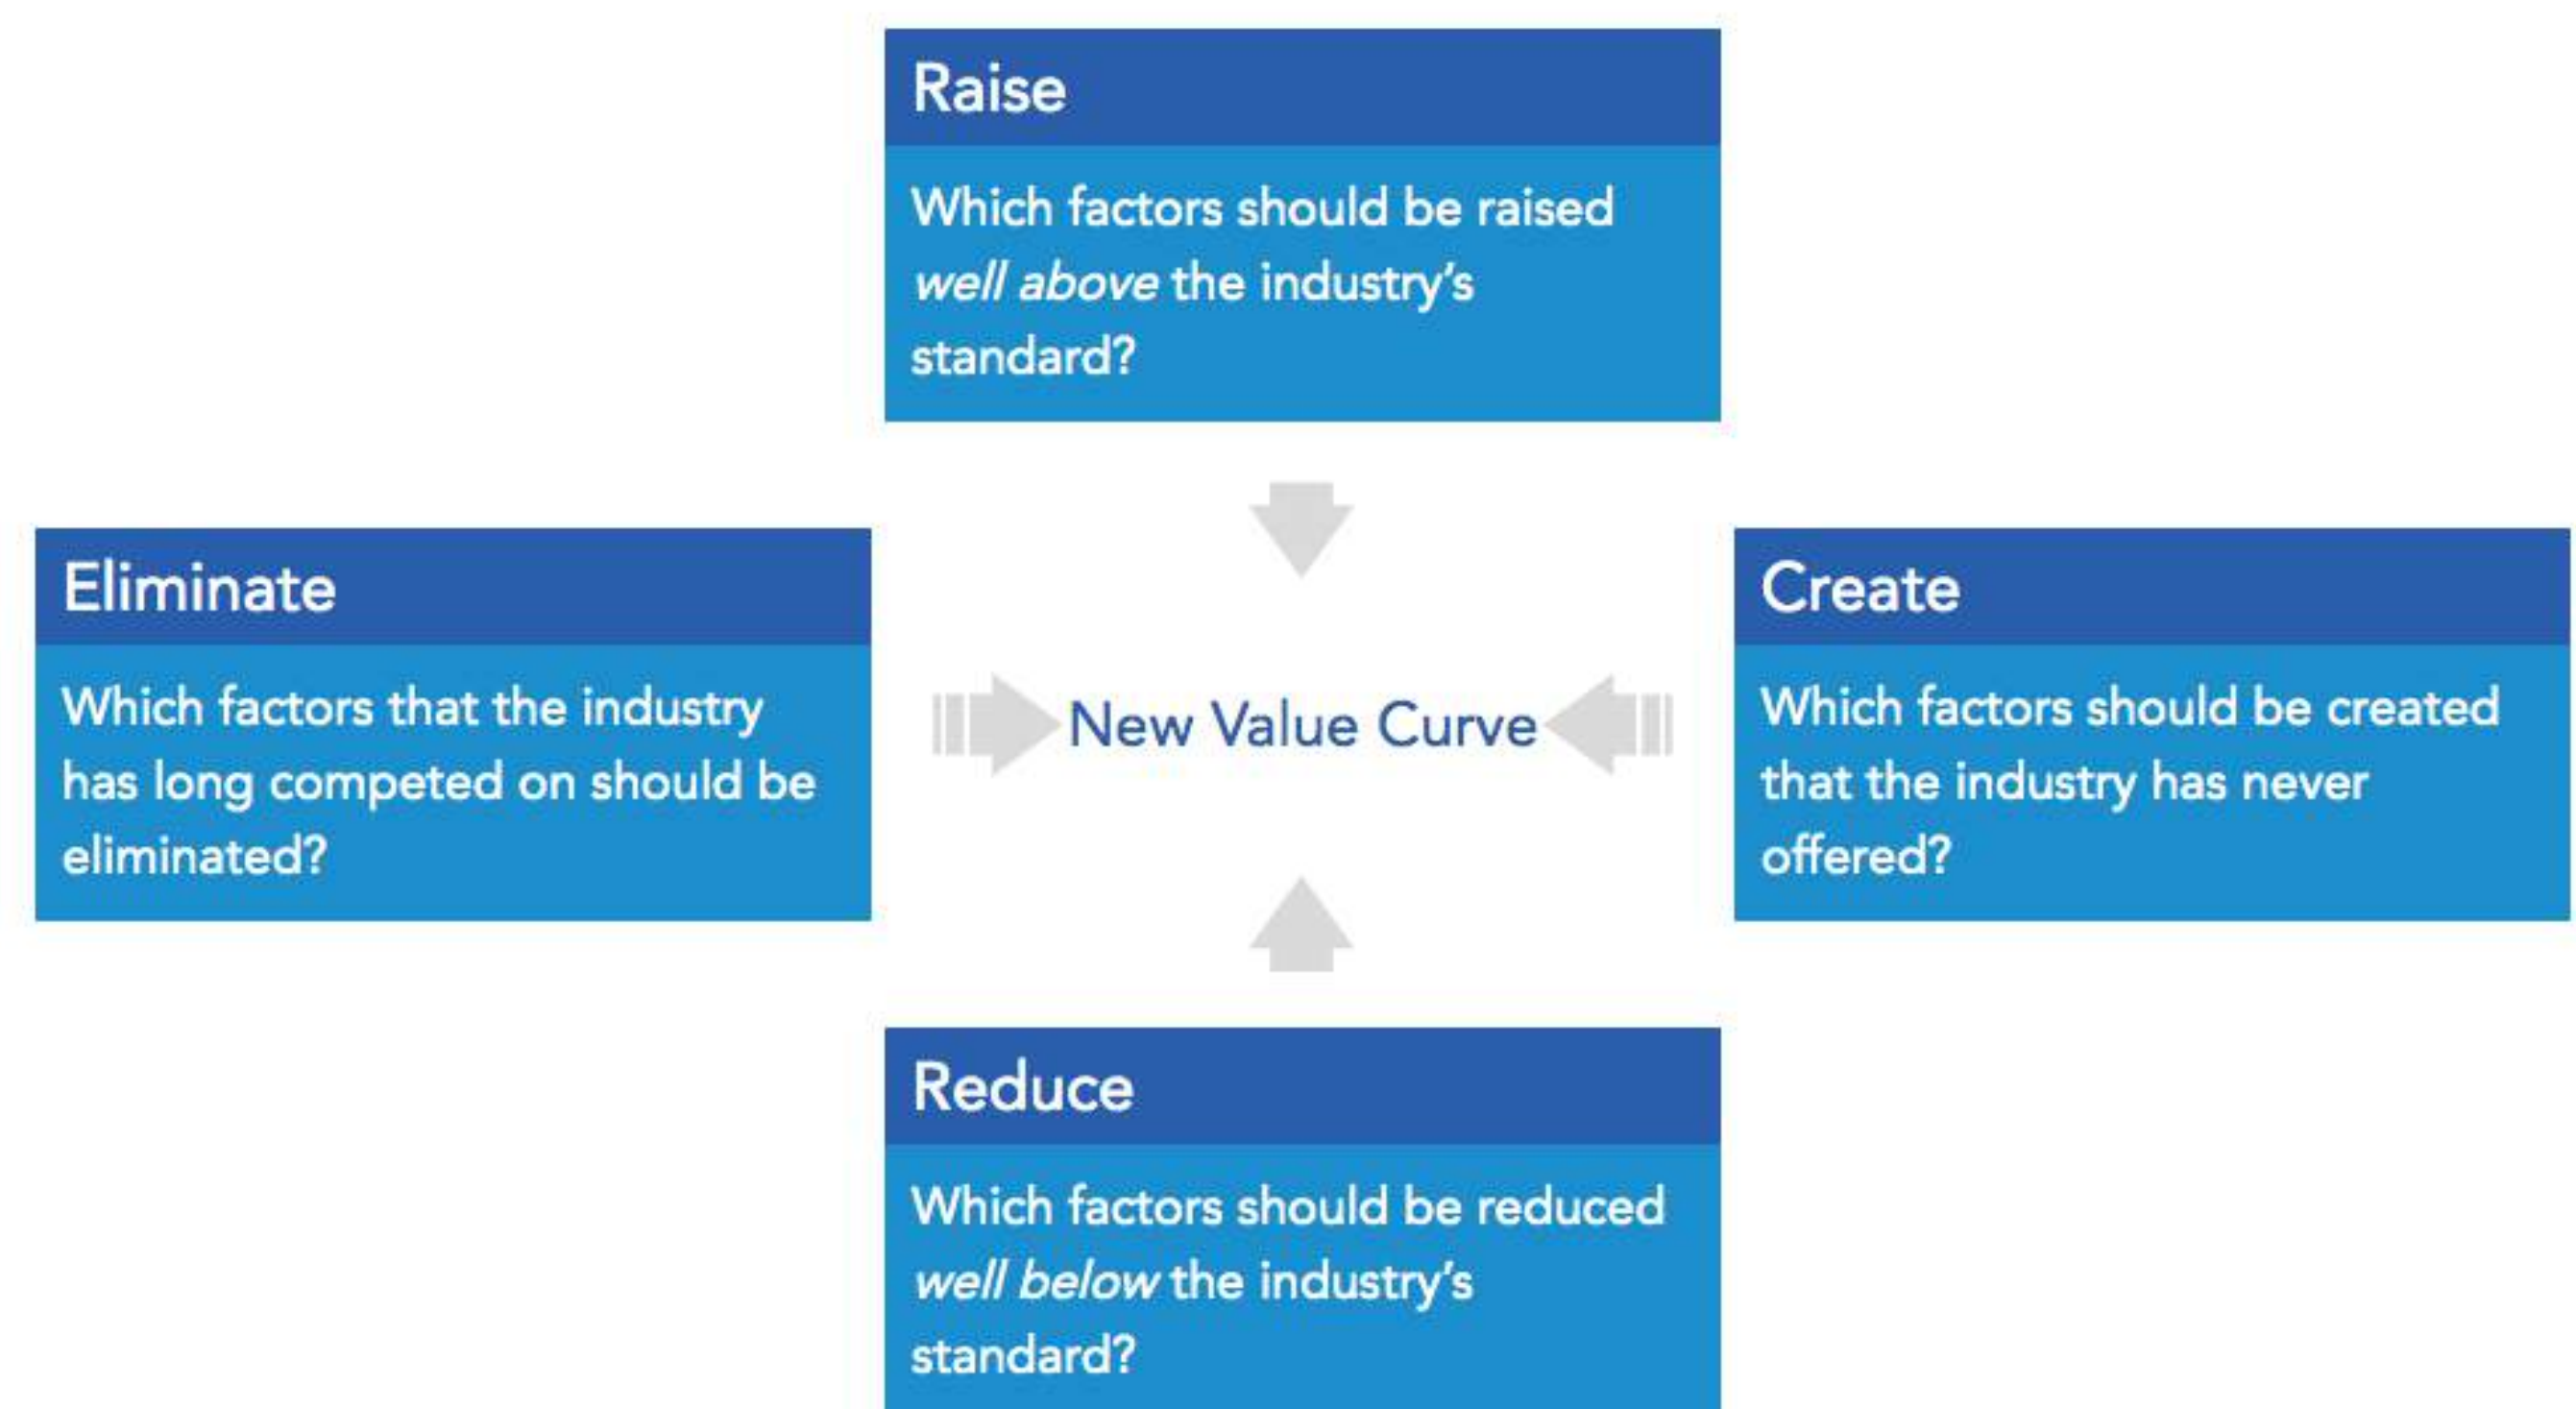 Raise
Which factors should be raised
well above the industry’s
standard?
Eliminate
Which factors that the industry
has long competed on should be
eliminated?
New Value Curve
Create
Which factors should be created
that the industry has never
offered?
Reduce
Which factors should be reduced
well below the industry’s
standard?